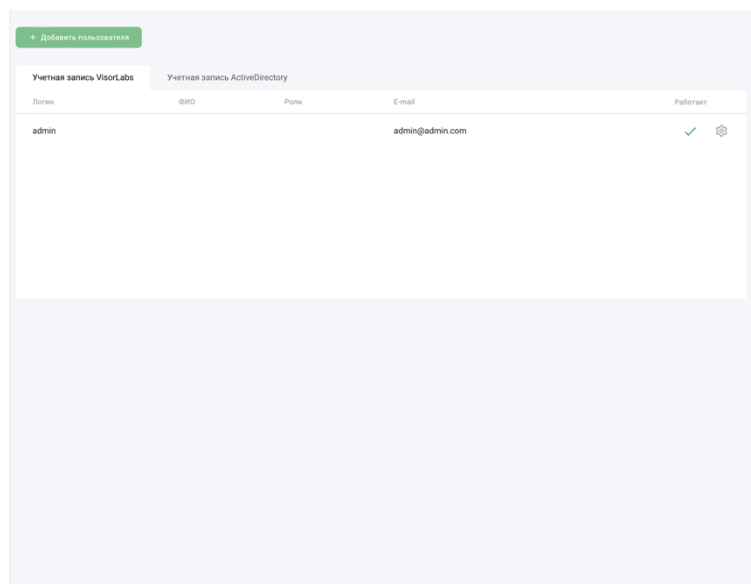 + Добавить пользователя
Учетная запись VisorLabs Учетная запись ActiveDirectory
Логин ФИО Роли E-mail Работает
admin admin@admin.com